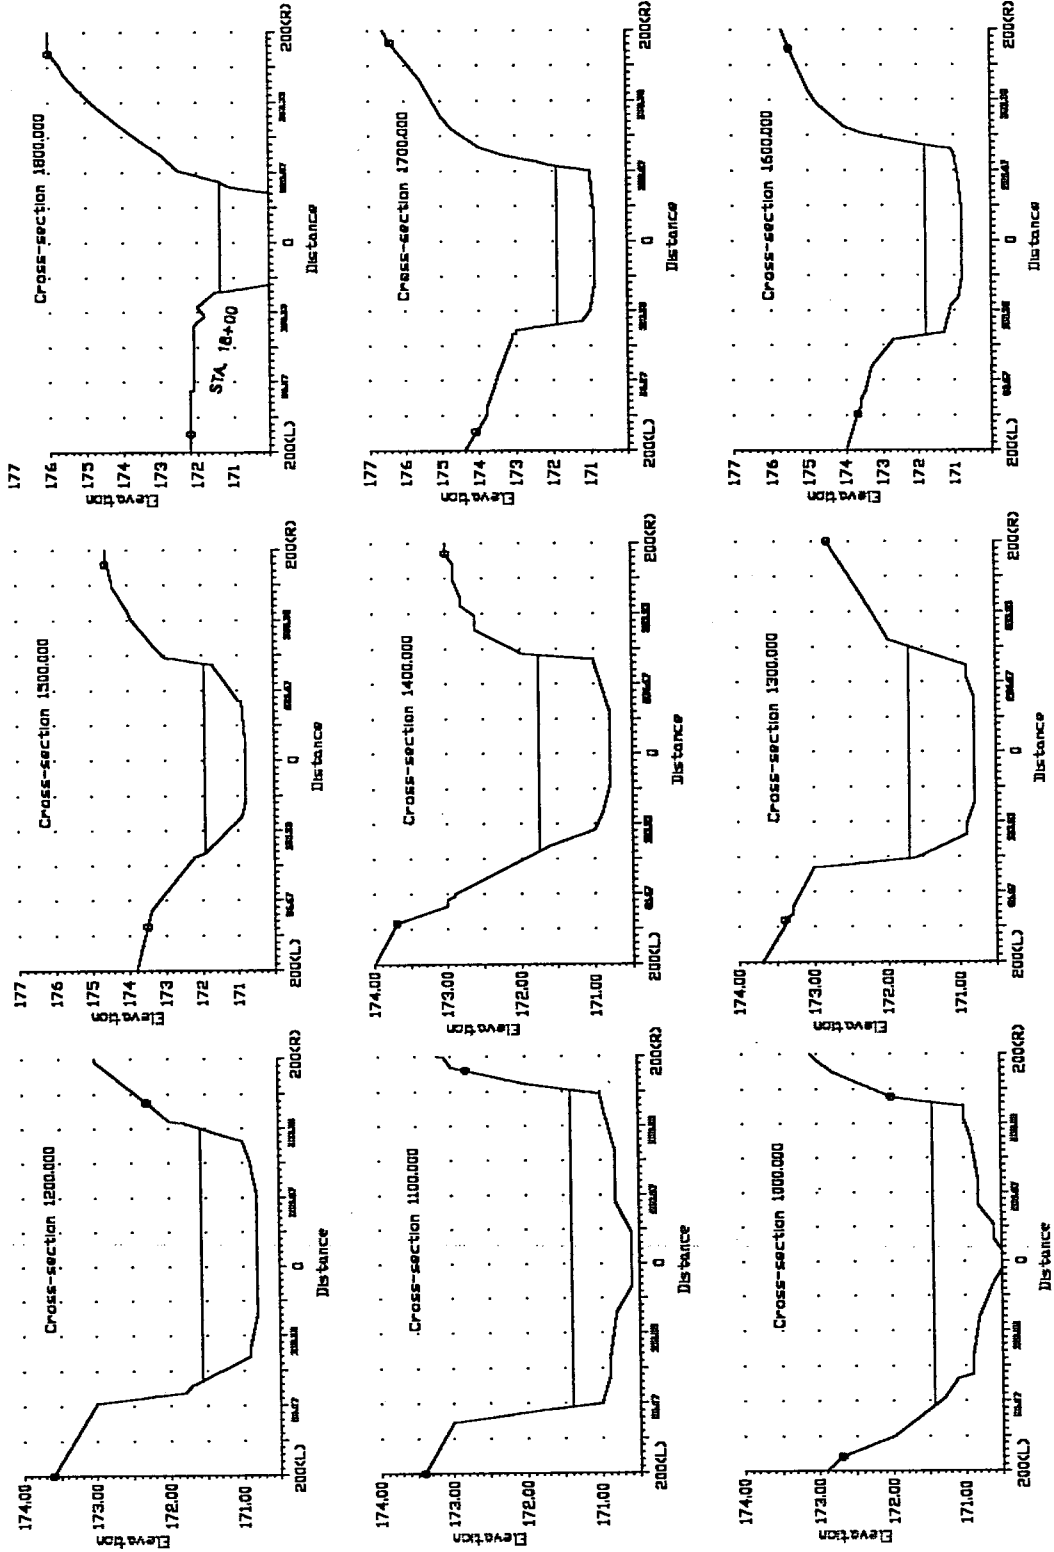 Cross-section 1200.000
174.00
173.00
172.00
171.00
Elevation
200(L)
0
200(R)
Distance
Cross-section 1500.000
177
176
175
174
173
172
171
Elevation
200(L)
0
200(R)
Distance
Cross-section 1800.000
STA. 18+00
177
176
175
174
173
172
171
Elevation
200(L)
0
200(R)
Distance
Cross-section 1100.000
174.00
173.00
172.00
171.00
Elevation
200(L)
0
200(R)
Distance
Cross-section 1400.000
174.00
173.00
172.00
171.00
Elevation
200(L)
0
200(R)
Distance
Cross-section 1700.000
177
176
175
174
173
172
171
Elevation
200(L)
0
200(R)
Distance
Cross-section 1000.000
174.00
173.00
172.00
171.00
Elevation
200(L)
0
200(R)
Distance
Cross-section 1300.000
174.00
173.00
172.00
171.00
Elevation
200(L)
0
200(R)
Distance
Cross-section 1600.000
177
176
175
174
173
172
171
Elevation
200(L)
0
200(R)
Distance